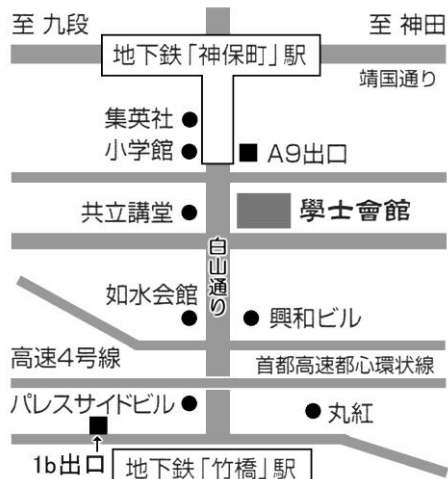 至 九段
至 神田
地下鉄「神保町」駅
靖国通り
集英社
小学館
A9出口
共立講堂
學士會館
白山通り
如水会館
興和ビル
高速4号線
首都高速都心環状線
パレスサイドビル
丸紅
1b出口
地下鉄「竹橋」駅